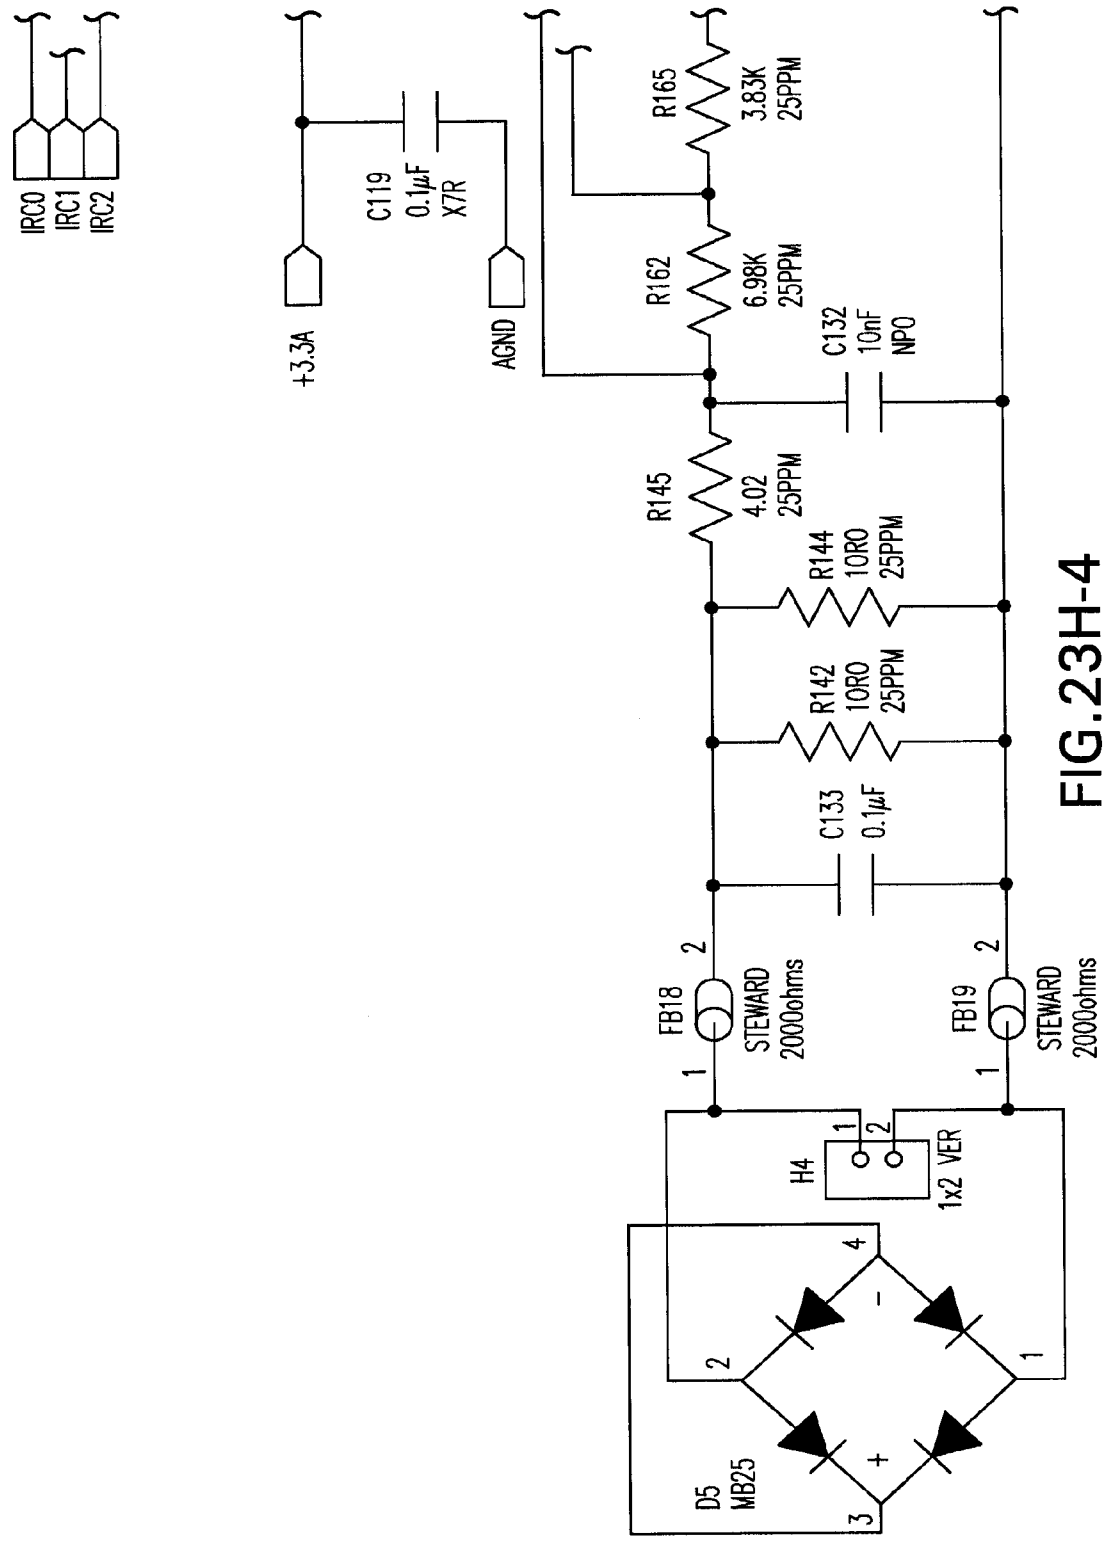 IRC0
IRC1
IRC2
+3.3A
C119
0.1µF
X7R
AGND
R165
3.83K
25PPM
R162
6.98K
25PPM
C132
10nF
NPO
R145
4.02
25PPM
R144
10R0
25PPM
R142
10R0
25PPM
C133
0.1µF
FB18
STEWARD
2000ohms
1
2
FB19
STEWARD
2000ohms
1
2
H4
1
2
1x2 VER
D5
MB25
2
4
-
1
+
3
FIG.23H-4